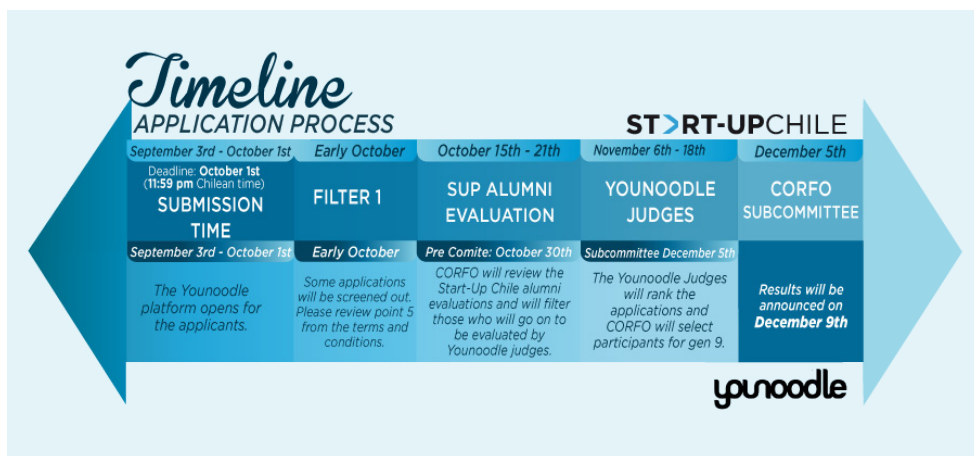 Timeline
APPLICATION PROCESS
ST>RT-UPCHILE
September 3rd - October 1st
Early October
October 15th - 21th
November 6th - 18th
December 5th
Deadline: October 1st
(11:59 pm Chilean time)
SUBMISSION
TIME
FILTER 1
SUP ALUMNI
EVALUATION
YOUNOODLE
JUDGES
CORFO
SUBCOMMITTEE
September 3rd - October 1st
Early October
Pre Comite: October 30th
Subcommittee December 5th
The Younoodle
platform opens for
the applicants.
Some applications
will be screened out.
Please review point 5
from the terms and
conditions.
CORFO will review the
Start-Up Chile alumni
evaluations and will filter
those who will go on to
be evaluated by
Younoodle judges.
The Younoodle Judges
will rank the
applications and
CORFO will select
participants for gen 9.
Results will be
announced on
December 9th
younoodle